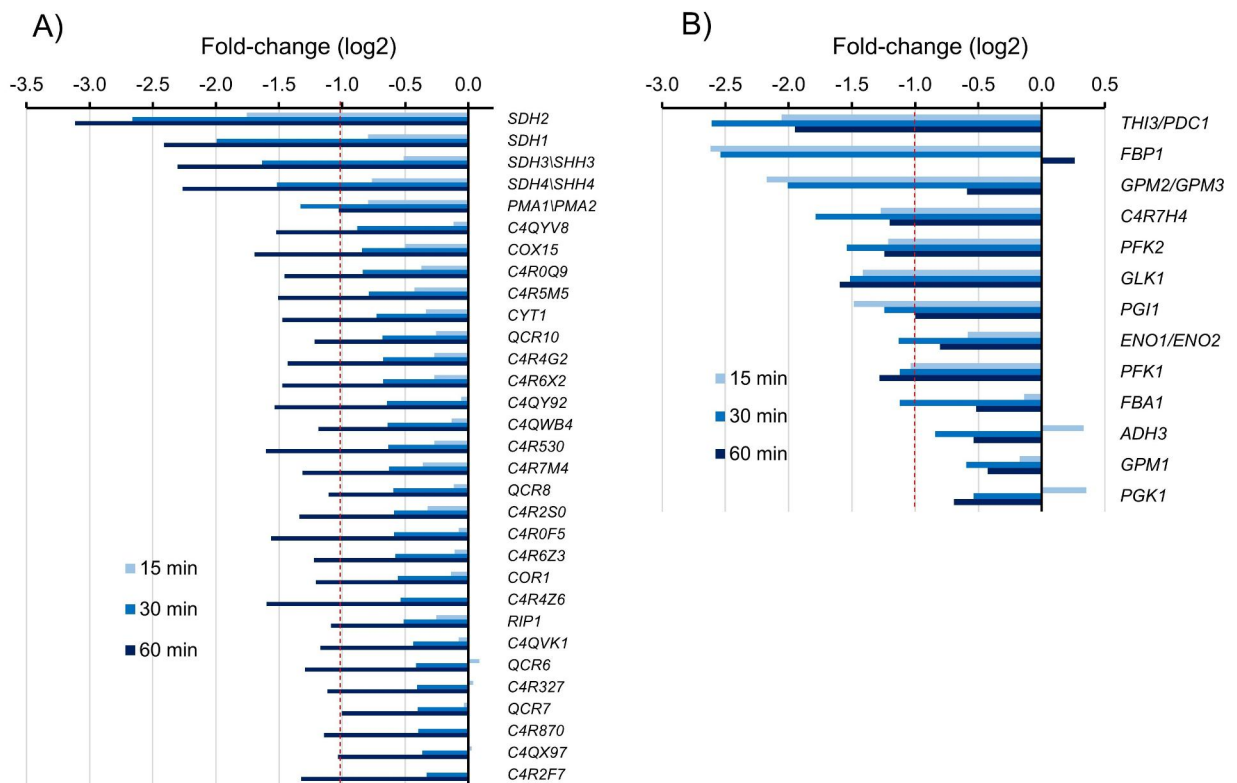 A)
Fold-change (log2)
-3.5 -3.0 -2.5 -2.0 -1.5 -1.0 -0.5 0.0
SDH2
SDH1
SDH3\SHH3
SDH4\SHH4
PMA1\PMA2
C4QYV8
COX15
C4R0Q9
C4R5M5
CYT1
QCR10
C4R4G2
C4R6X2
C4QY92
C4QWB4
C4R530
C4R7M4
QCR8
C4R2S0
C4R0F5
C4R6Z3
COR1
C4R4Z6
RIP1
C4QVK1
QCR6
C4R327
QCR7
C4R870
C4QX97
C4R2F7
15 min
30 min
60 min
B)
Fold-change (log2)
-3.0 -2.5 -2.0 -1.5 -1.0 -0.5 0.0 0.5
THI3/PDC1
FBP1
GPM2/GPM3
C4R7H4
PFK2
GLK1
PGI1
ENO1/ENO2
PFK1
FBA1
ADH3
GPM1
PGK1
15 min
30 min
60 min